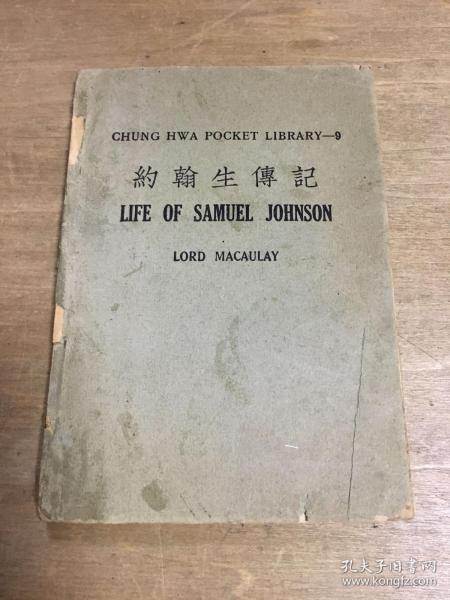 CHUNG HWA POCKET LIBRARY—9
約翰生傳記
LIFE OF SAMUEL JOHNSON
LORD MACAULAY
孔夫子旧书网
www.kongfz.com